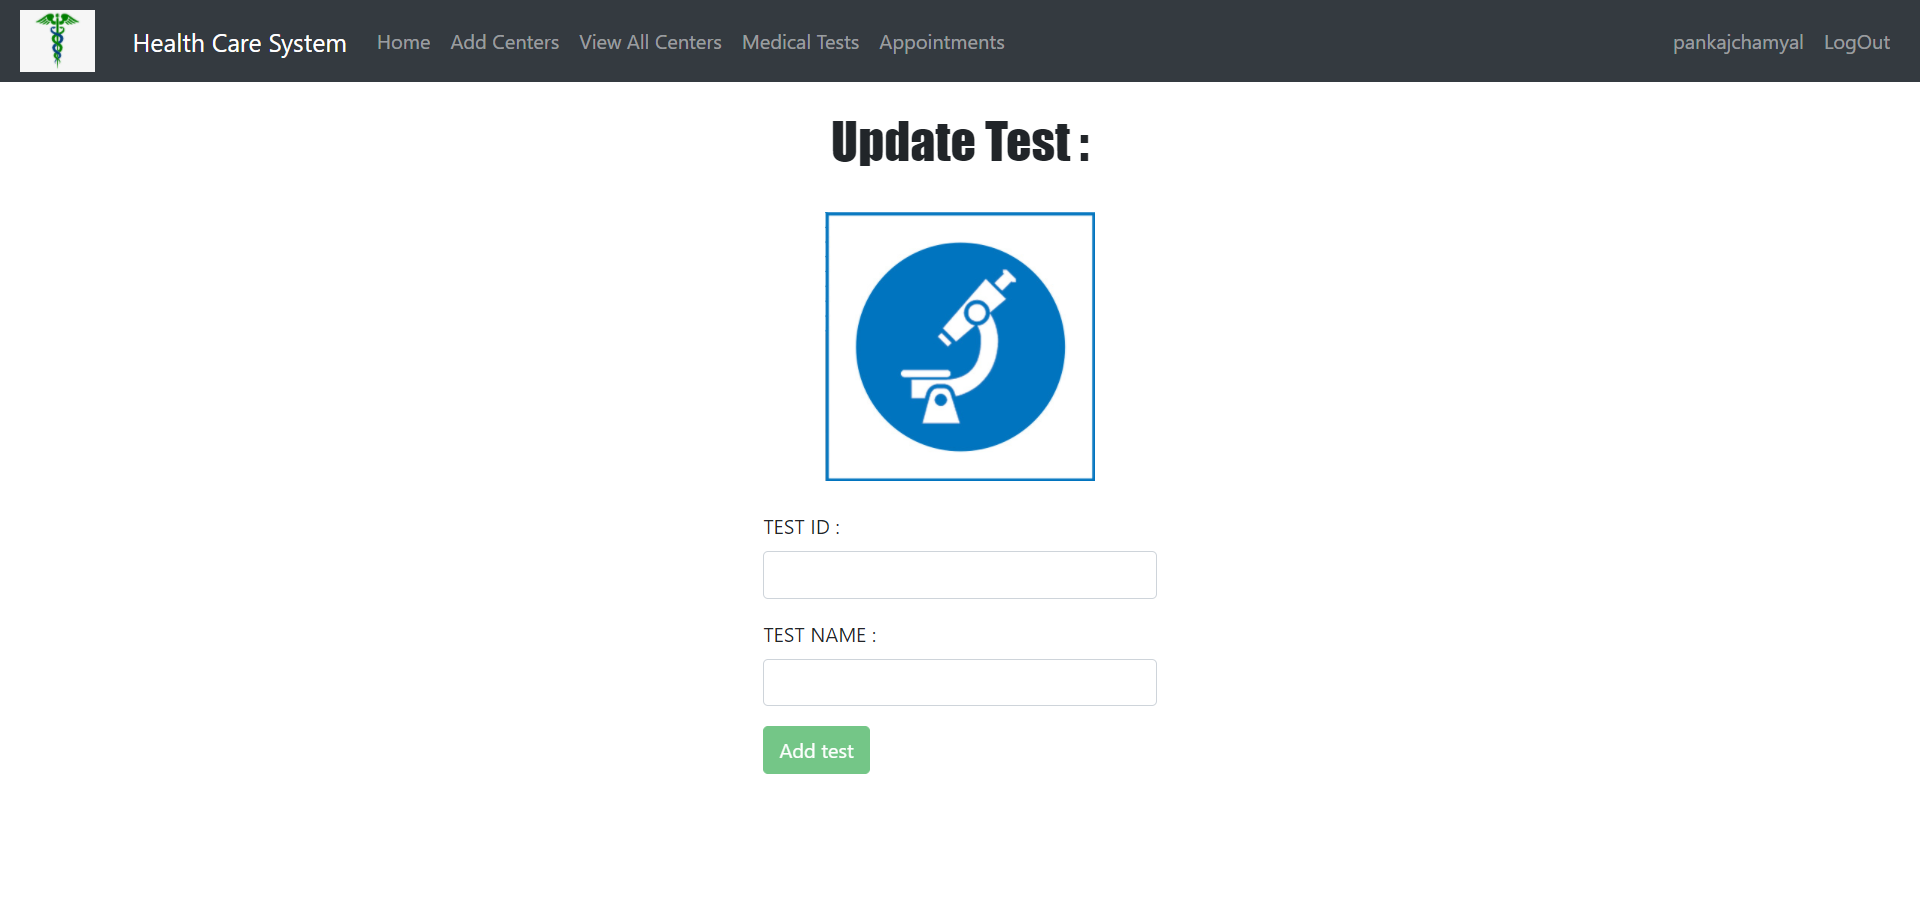 Health Care System Home Add Centers View All Centers Medical Tests Appointments pankajchamyal LogOut
Update Test :
TEST ID :
TEST NAME :
Add test